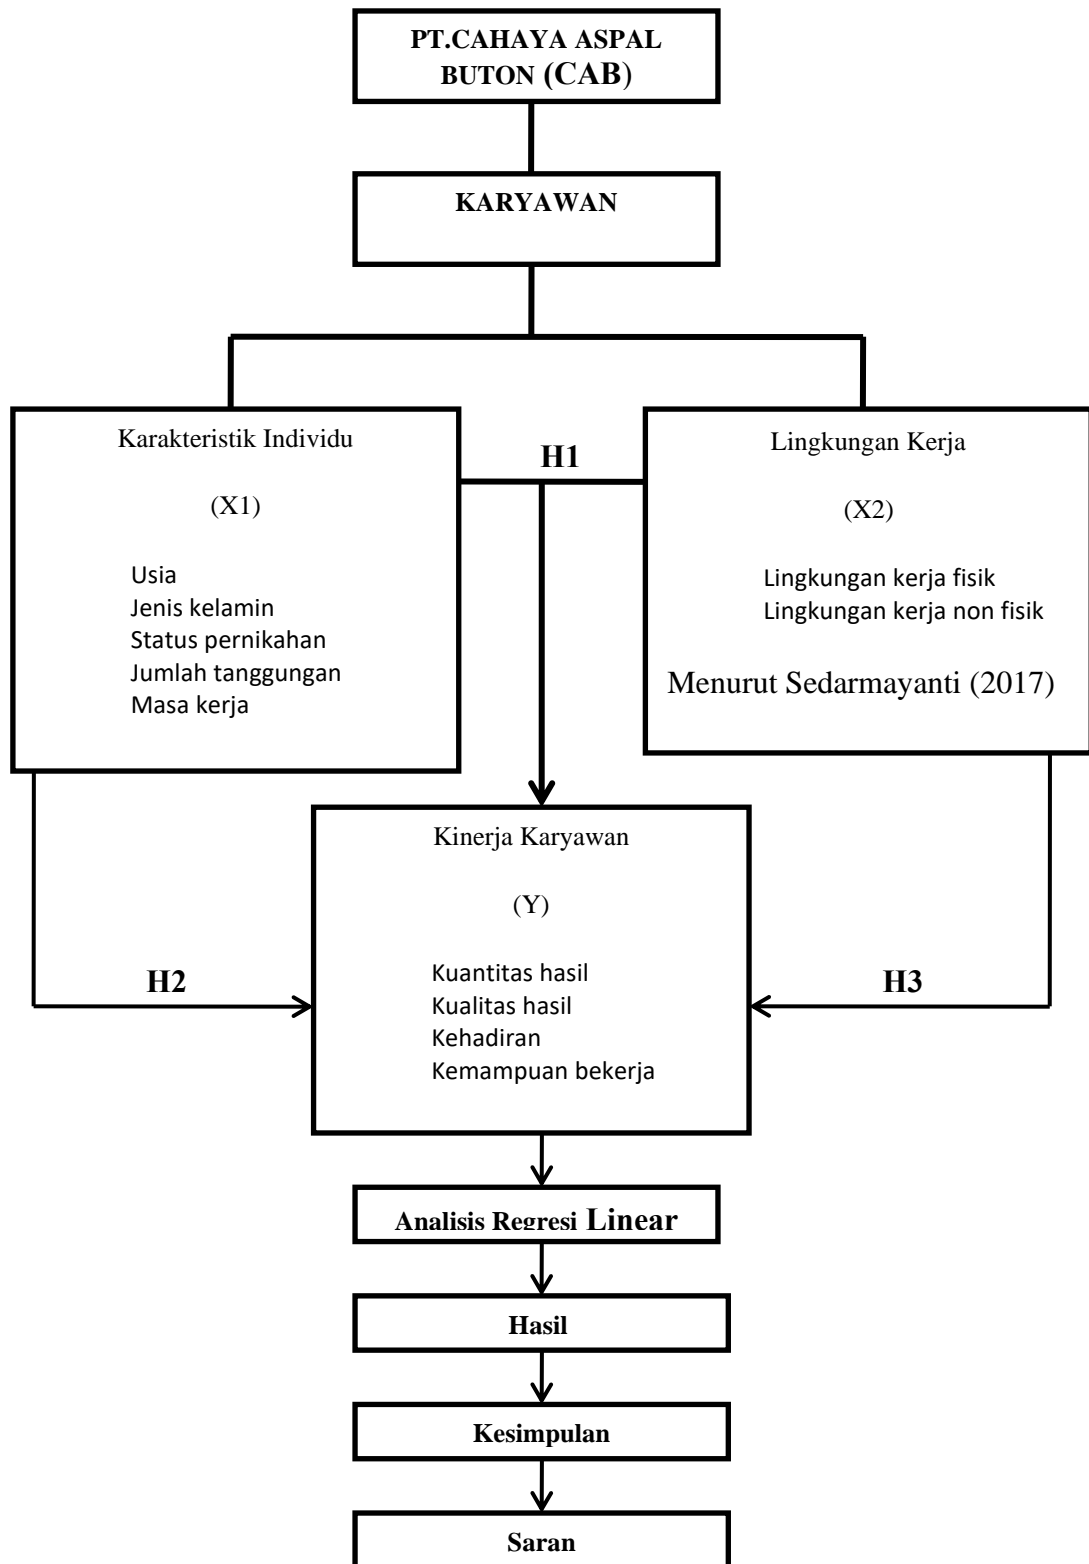 PT.CAHAYA ASPAL
BUTON (CAB)
KARYAWAN
Karakteristik Individu
(X1)
Usia
Jenis kelamin
Status pernikahan
Jumlah tanggungan
Masa kerja
H1
Lingkungan Kerja
(X2)
Lingkungan kerja fisik
Lingkungan kerja non fisik
Menurut Sedarmayanti (2017)
Kinerja Karyawan
(Y)
Kuantitas hasil
Kualitas hasil
Kehadiran
Kemampuan bekerja
H2
H3
Analisis Regresi Linear
Hasil
Kesimpulan
Saran